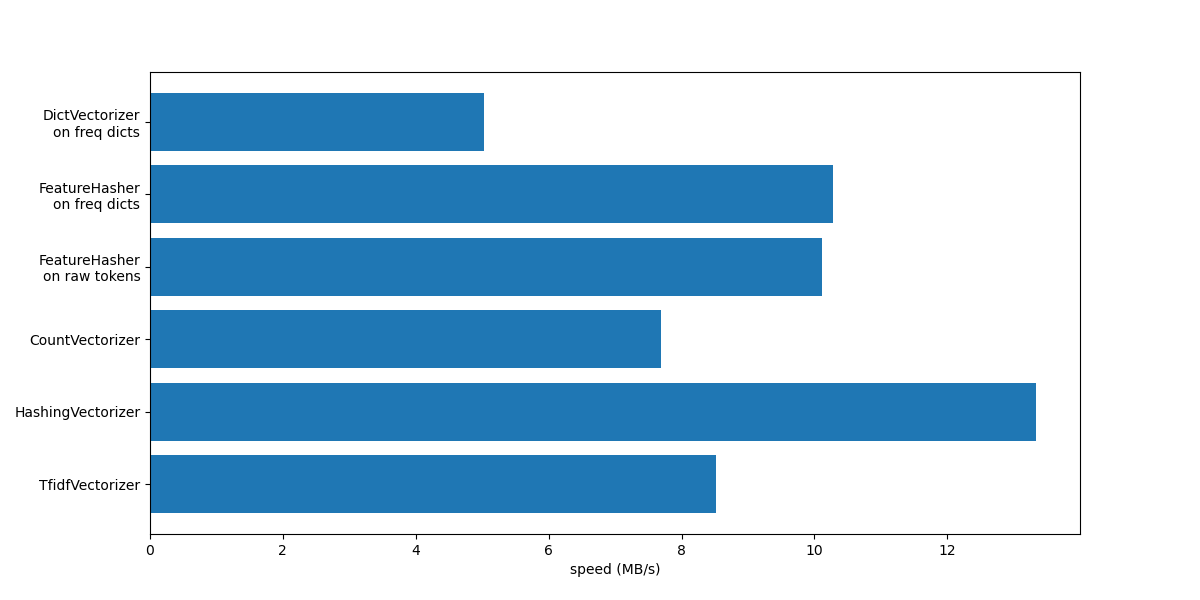 DictVectorizer
on freq dicts
FeatureHasher
on freq dicts
FeatureHasher
on raw tokens
CountVectorizer
HashingVectorizer
TfidfVectorizer
0 2 4 6 8 10 12
speed (MB/s)